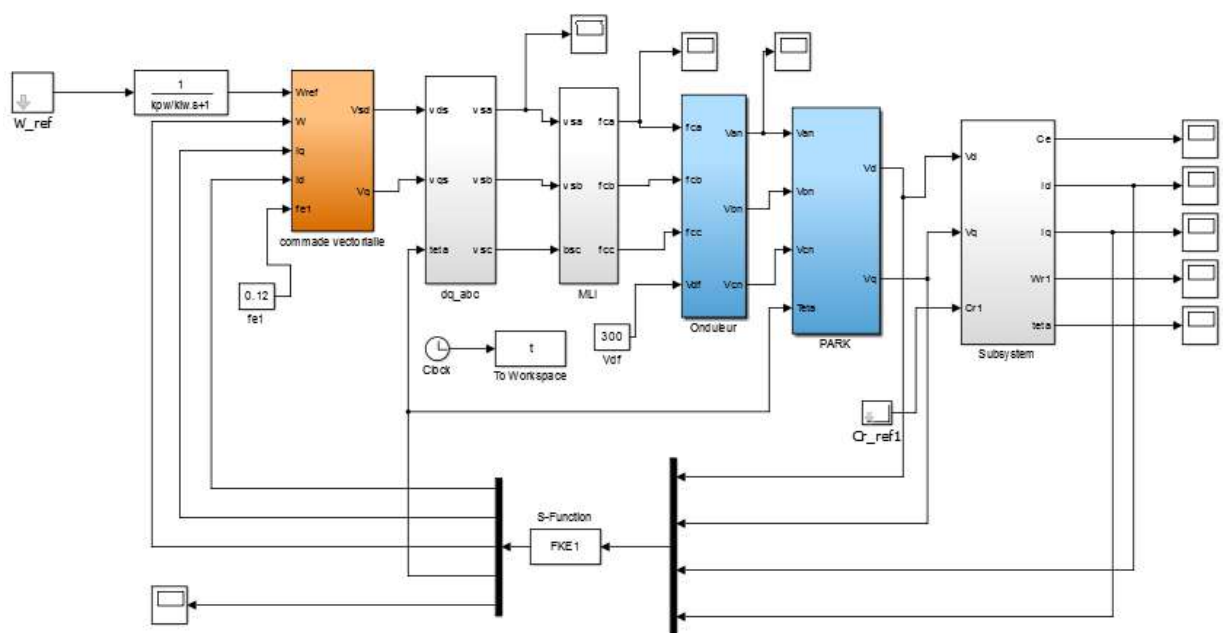 W_ref
1
kpw/kiw.s+1
Wref
W
Iq
Id
fe1
Vsd
Vq
commade vectorialle
0.12
fe1
vds
vqs
teta
vsa
vsb
vsc
dq_abc
vsa
vsb
bsc
fca
fcb
fcc
MLI
fca
fcb
fcc
Vdf
Van
Vbn
Vcn
Onduleur
300
Vdf
Clock
t
To Workspace
Van
Vbn
Vcn
Teta
Vd
Vq
PARK
Vd
Vq
Cr1
Ce
Id
Iq
Wr1
teta
Subsystem
Cr_ref1
S-Function
FKE1